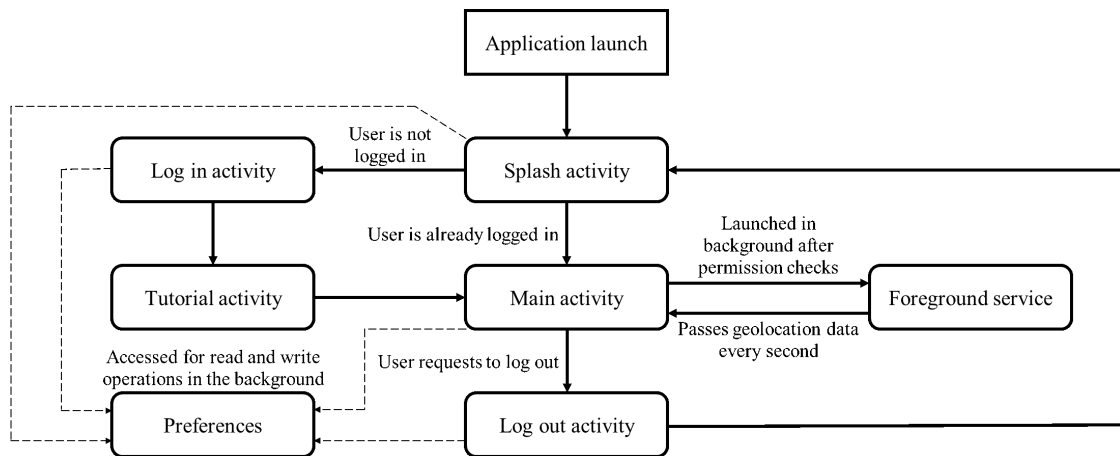 Application launch
User is not
logged in
Log in activity
Splash activity
User is already logged in
Launched in
background after
permission checks
Tutorial activity
Main activity
Foreground service
Passes geolocation data
every second
Accessed for read and write
operations in the background
User requests to log out
Preferences
Log out activity